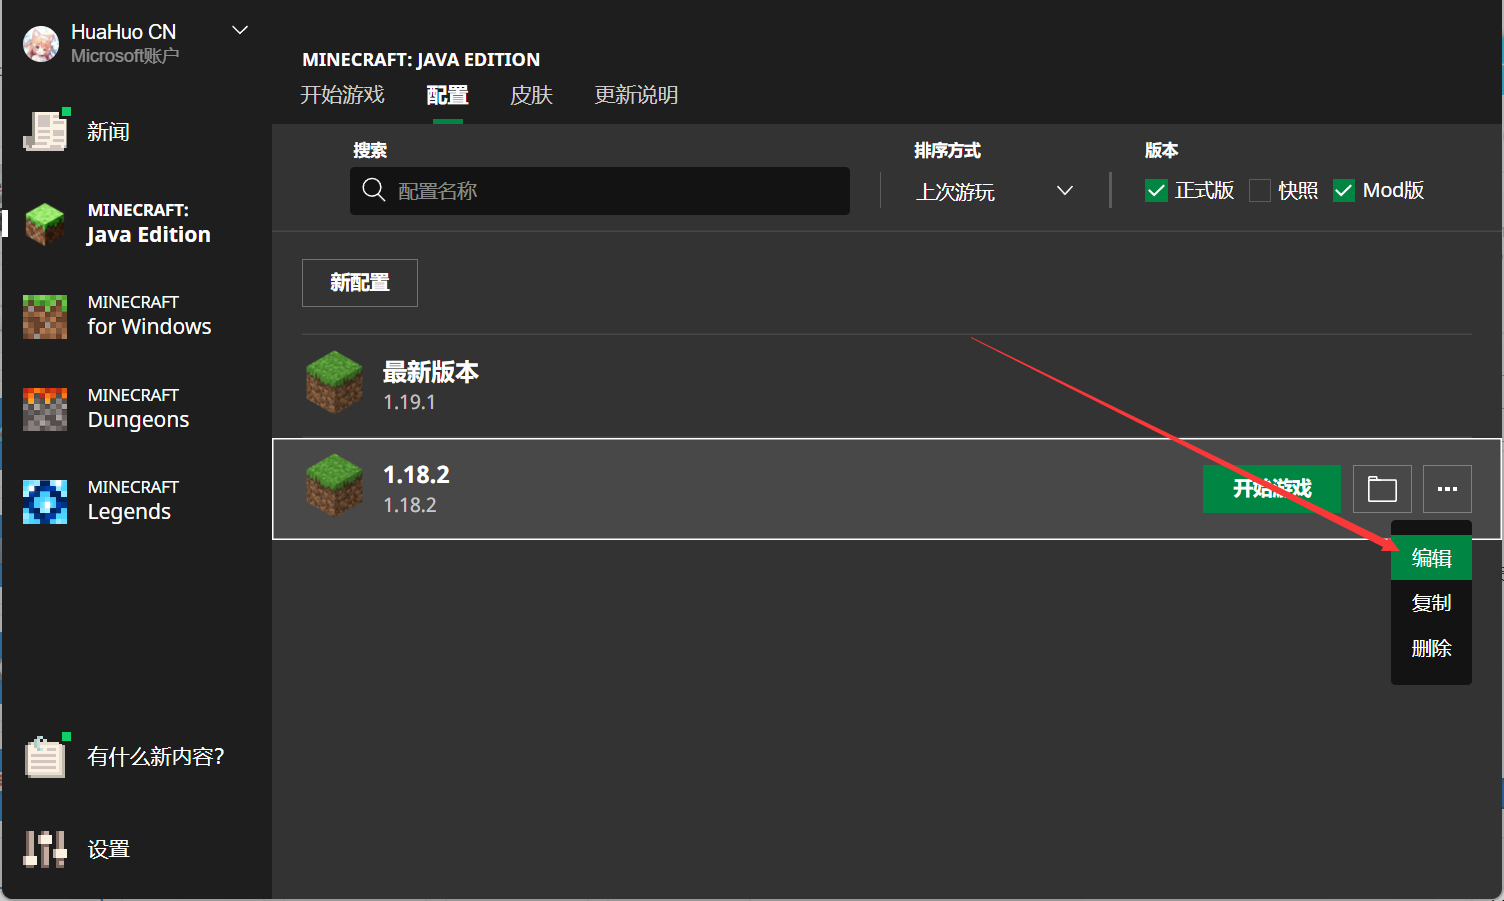 HuaHuo CN
Microsoft账户
新闻
MINECRAFT:
Java Edition
MINECRAFT
for Windows
MINECRAFT
Dungeons
MINECRAFT
Legends
有什么新内容?
设置
MINECRAFT: JAVA EDITION
开始游戏 配置 皮肤 更新说明
搜索 排序方式 版本
配置名称 上次游玩 正式版 快照 Mod版
新配置
最新版本
1.19.1
1.18.2
1.18.2
开始游戏
编辑
复制
删除